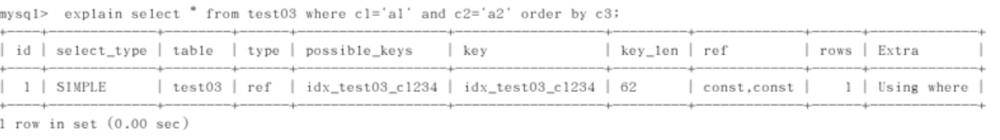 mysql>  explain select * from test03 where c1='a1' and c2='a2' order by c3;
+----+-------------+--------+------+-----------------+-----------------+---------+-------------+------+-------------+
| id | select_type | table  | type | possible_keys   | key             | key_len | ref         | rows | Extra       |
+----+-------------+--------+------+-----------------+-----------------+---------+-------------+------+-------------+
|  1 | SIMPLE      | test03 | ref  | idx_test03_c1234 | idx_test03_c1234 | 62      | const,const |    1 | Using where |
+----+-------------+--------+------+-----------------+-----------------+---------+-------------+------+-------------+
1 row in set (0.00 sec)